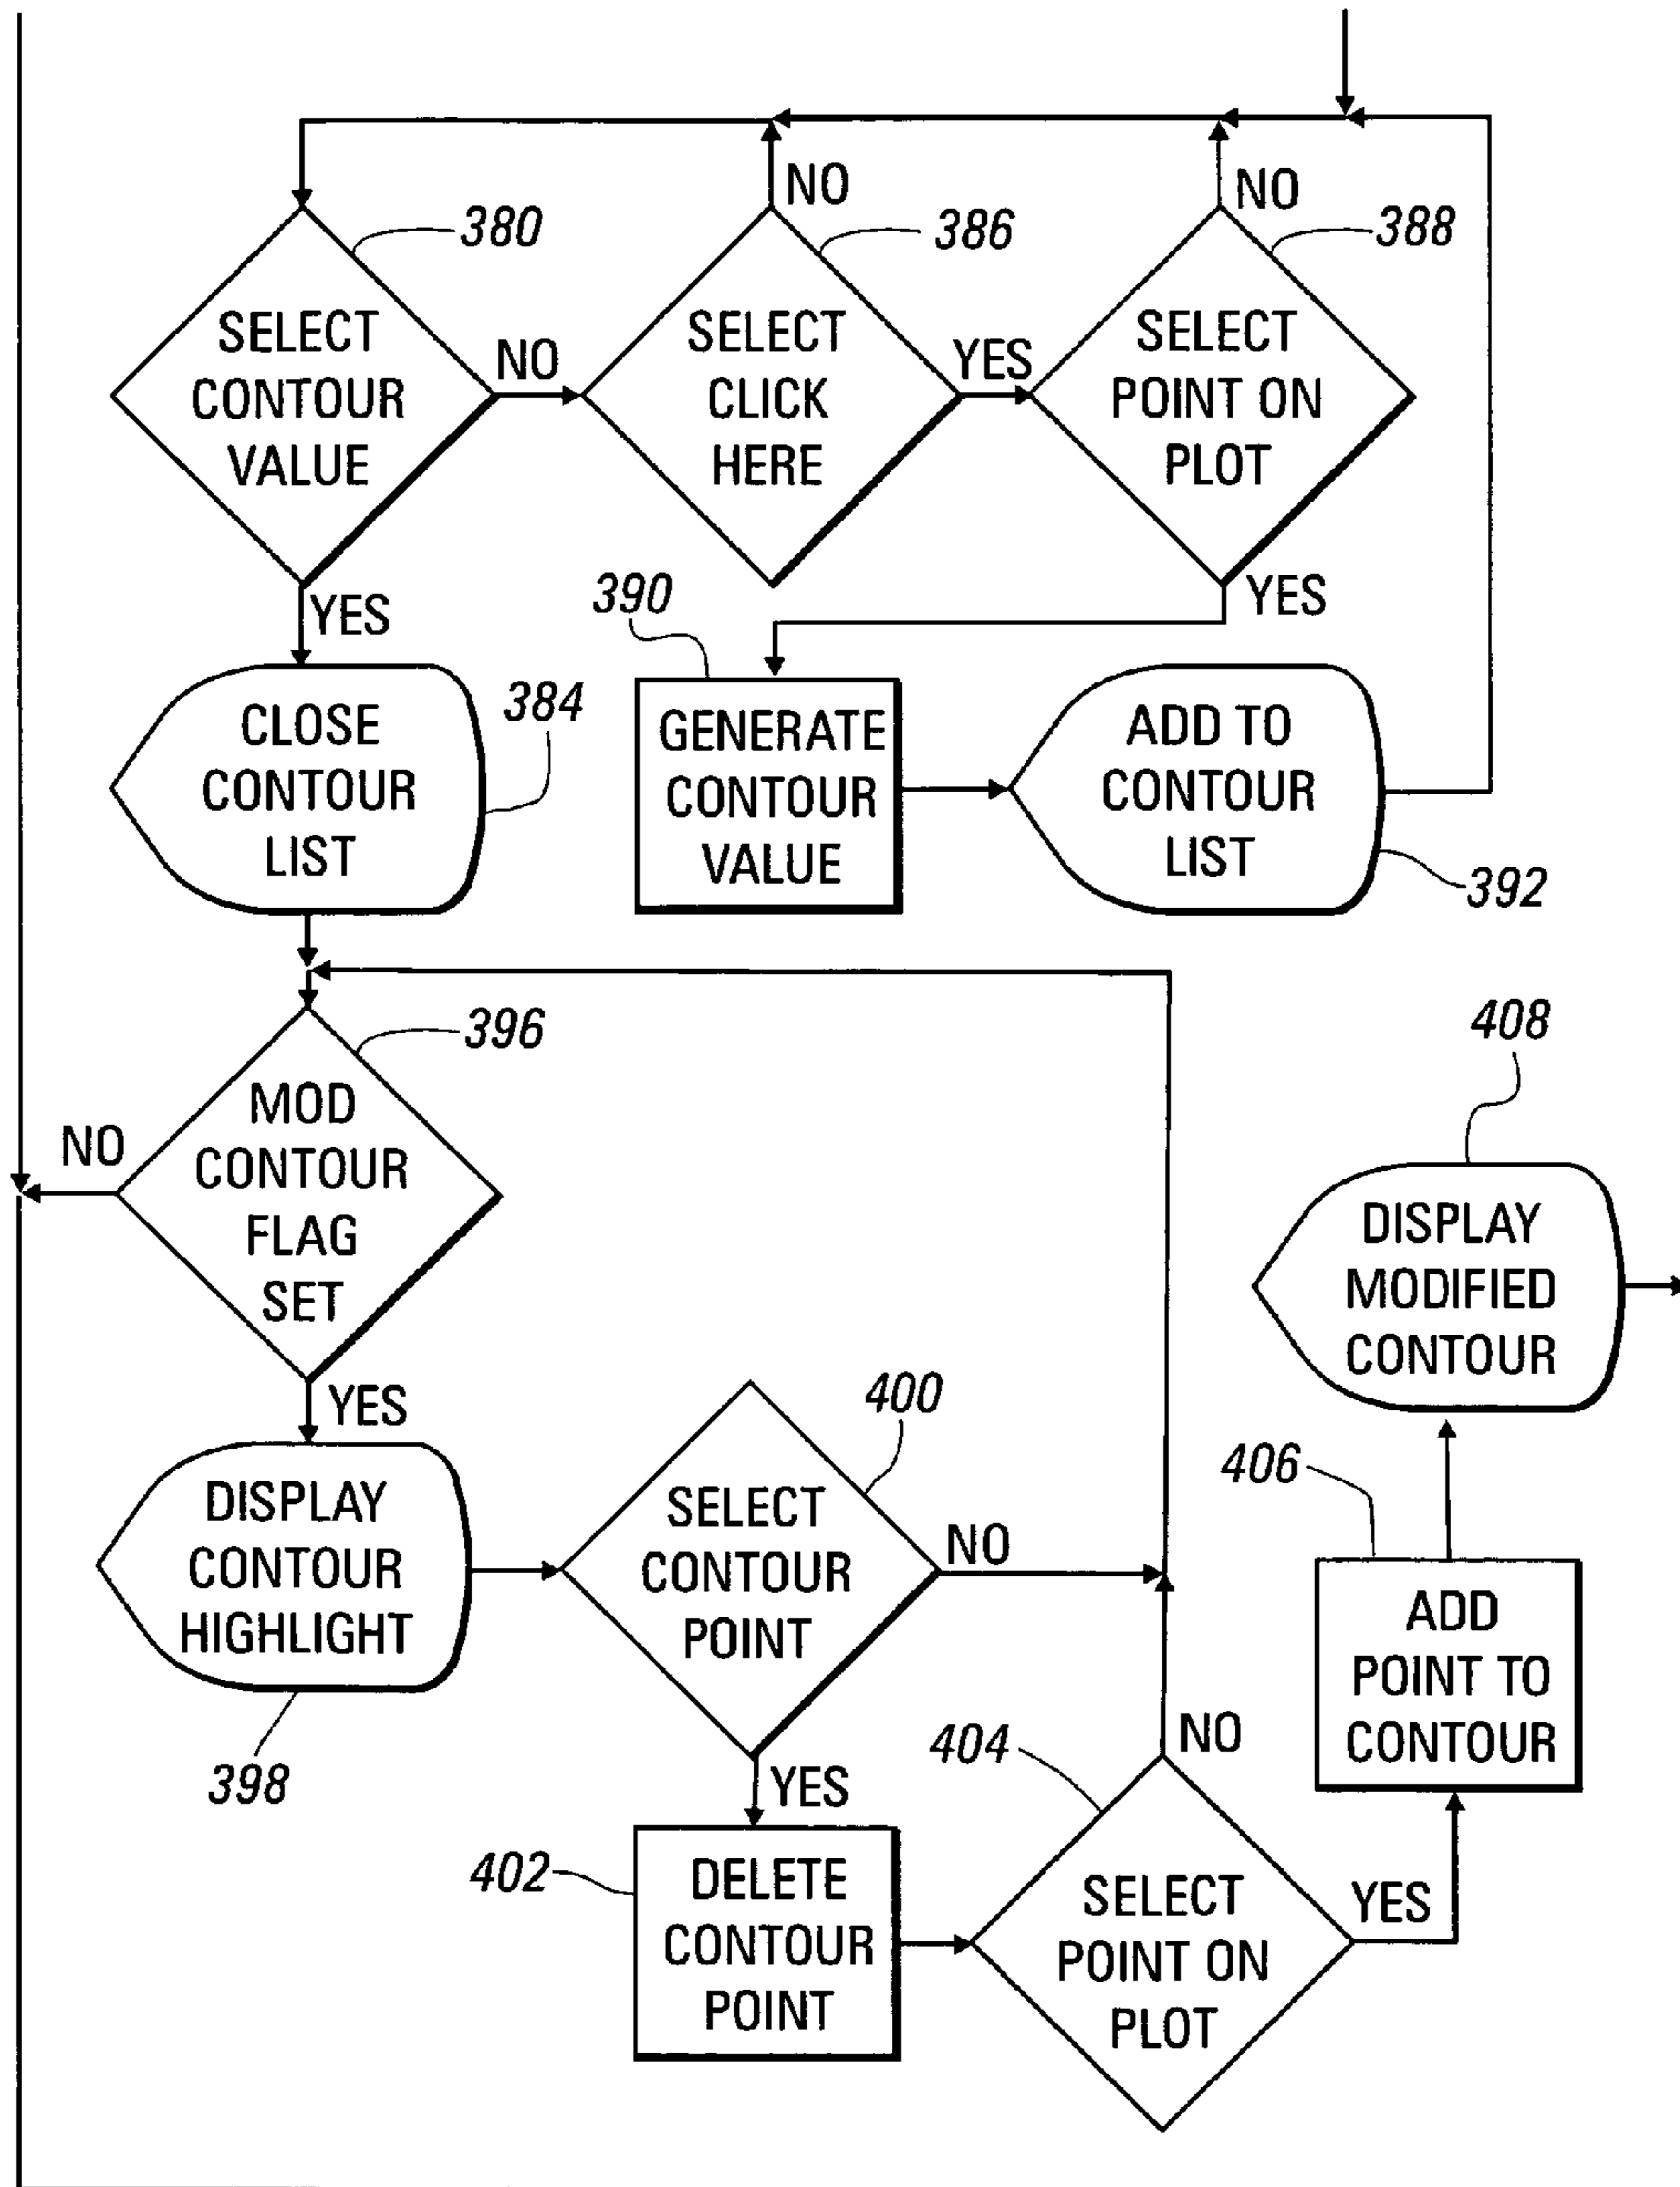 NO
NO
380
386
388
SELECT
CONTOUR
VALUE
NO
SELECT
CLICK
HERE
YES
SELECT
POINT ON
PLOT
YES
390
YES
CLOSE
CONTOUR
LIST
384
GENERATE
CONTOUR
VALUE
ADD TO
CONTOUR
LIST
392
396
MOD
CONTOUR
FLAG
SET
NO
YES
408
DISPLAY
MODIFIED
CONTOUR
DISPLAY
CONTOUR
HIGHLIGHT
398
400
SELECT
CONTOUR
POINT
NO
YES
406
ADD
POINT TO
CONTOUR
402
DELETE
CONTOUR
POINT
404
NO
SELECT
POINT ON
PLOT
YES